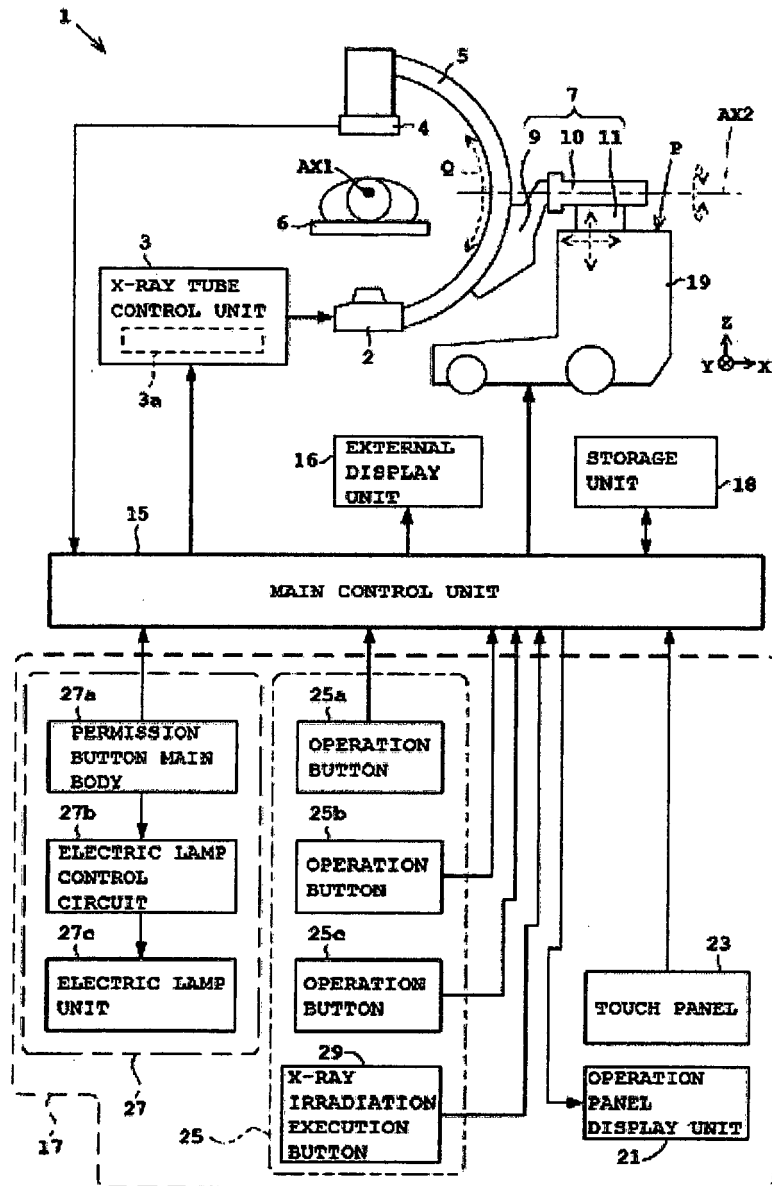 1
5
7
4
9
10
11
P
AX2
Q
AX1
6
3
X-RAY TUBE
CONTROL UNIT
3a
2
19
Z
Y
X
16
EXTERNAL
DISPLAY
UNIT
STORAGE
UNIT
18
15
MAIN CONTROL UNIT
27a
PERMISSION
BUTTON MAIN
BODY
27b
ELECTRIC LAMP
CONTROL
CIRCUIT
27c
ELECTRIC LAMP
UNIT
27
17
25a
OPERATION
BUTTON
25b
OPERATION
BUTTON
25c
OPERATION
BUTTON
29
X-RAY
IRRADIATION
EXECUTION
BUTTON
25
23
TOUCH PANEL
OPERATION
PANEL
DISPLAY UNIT
21